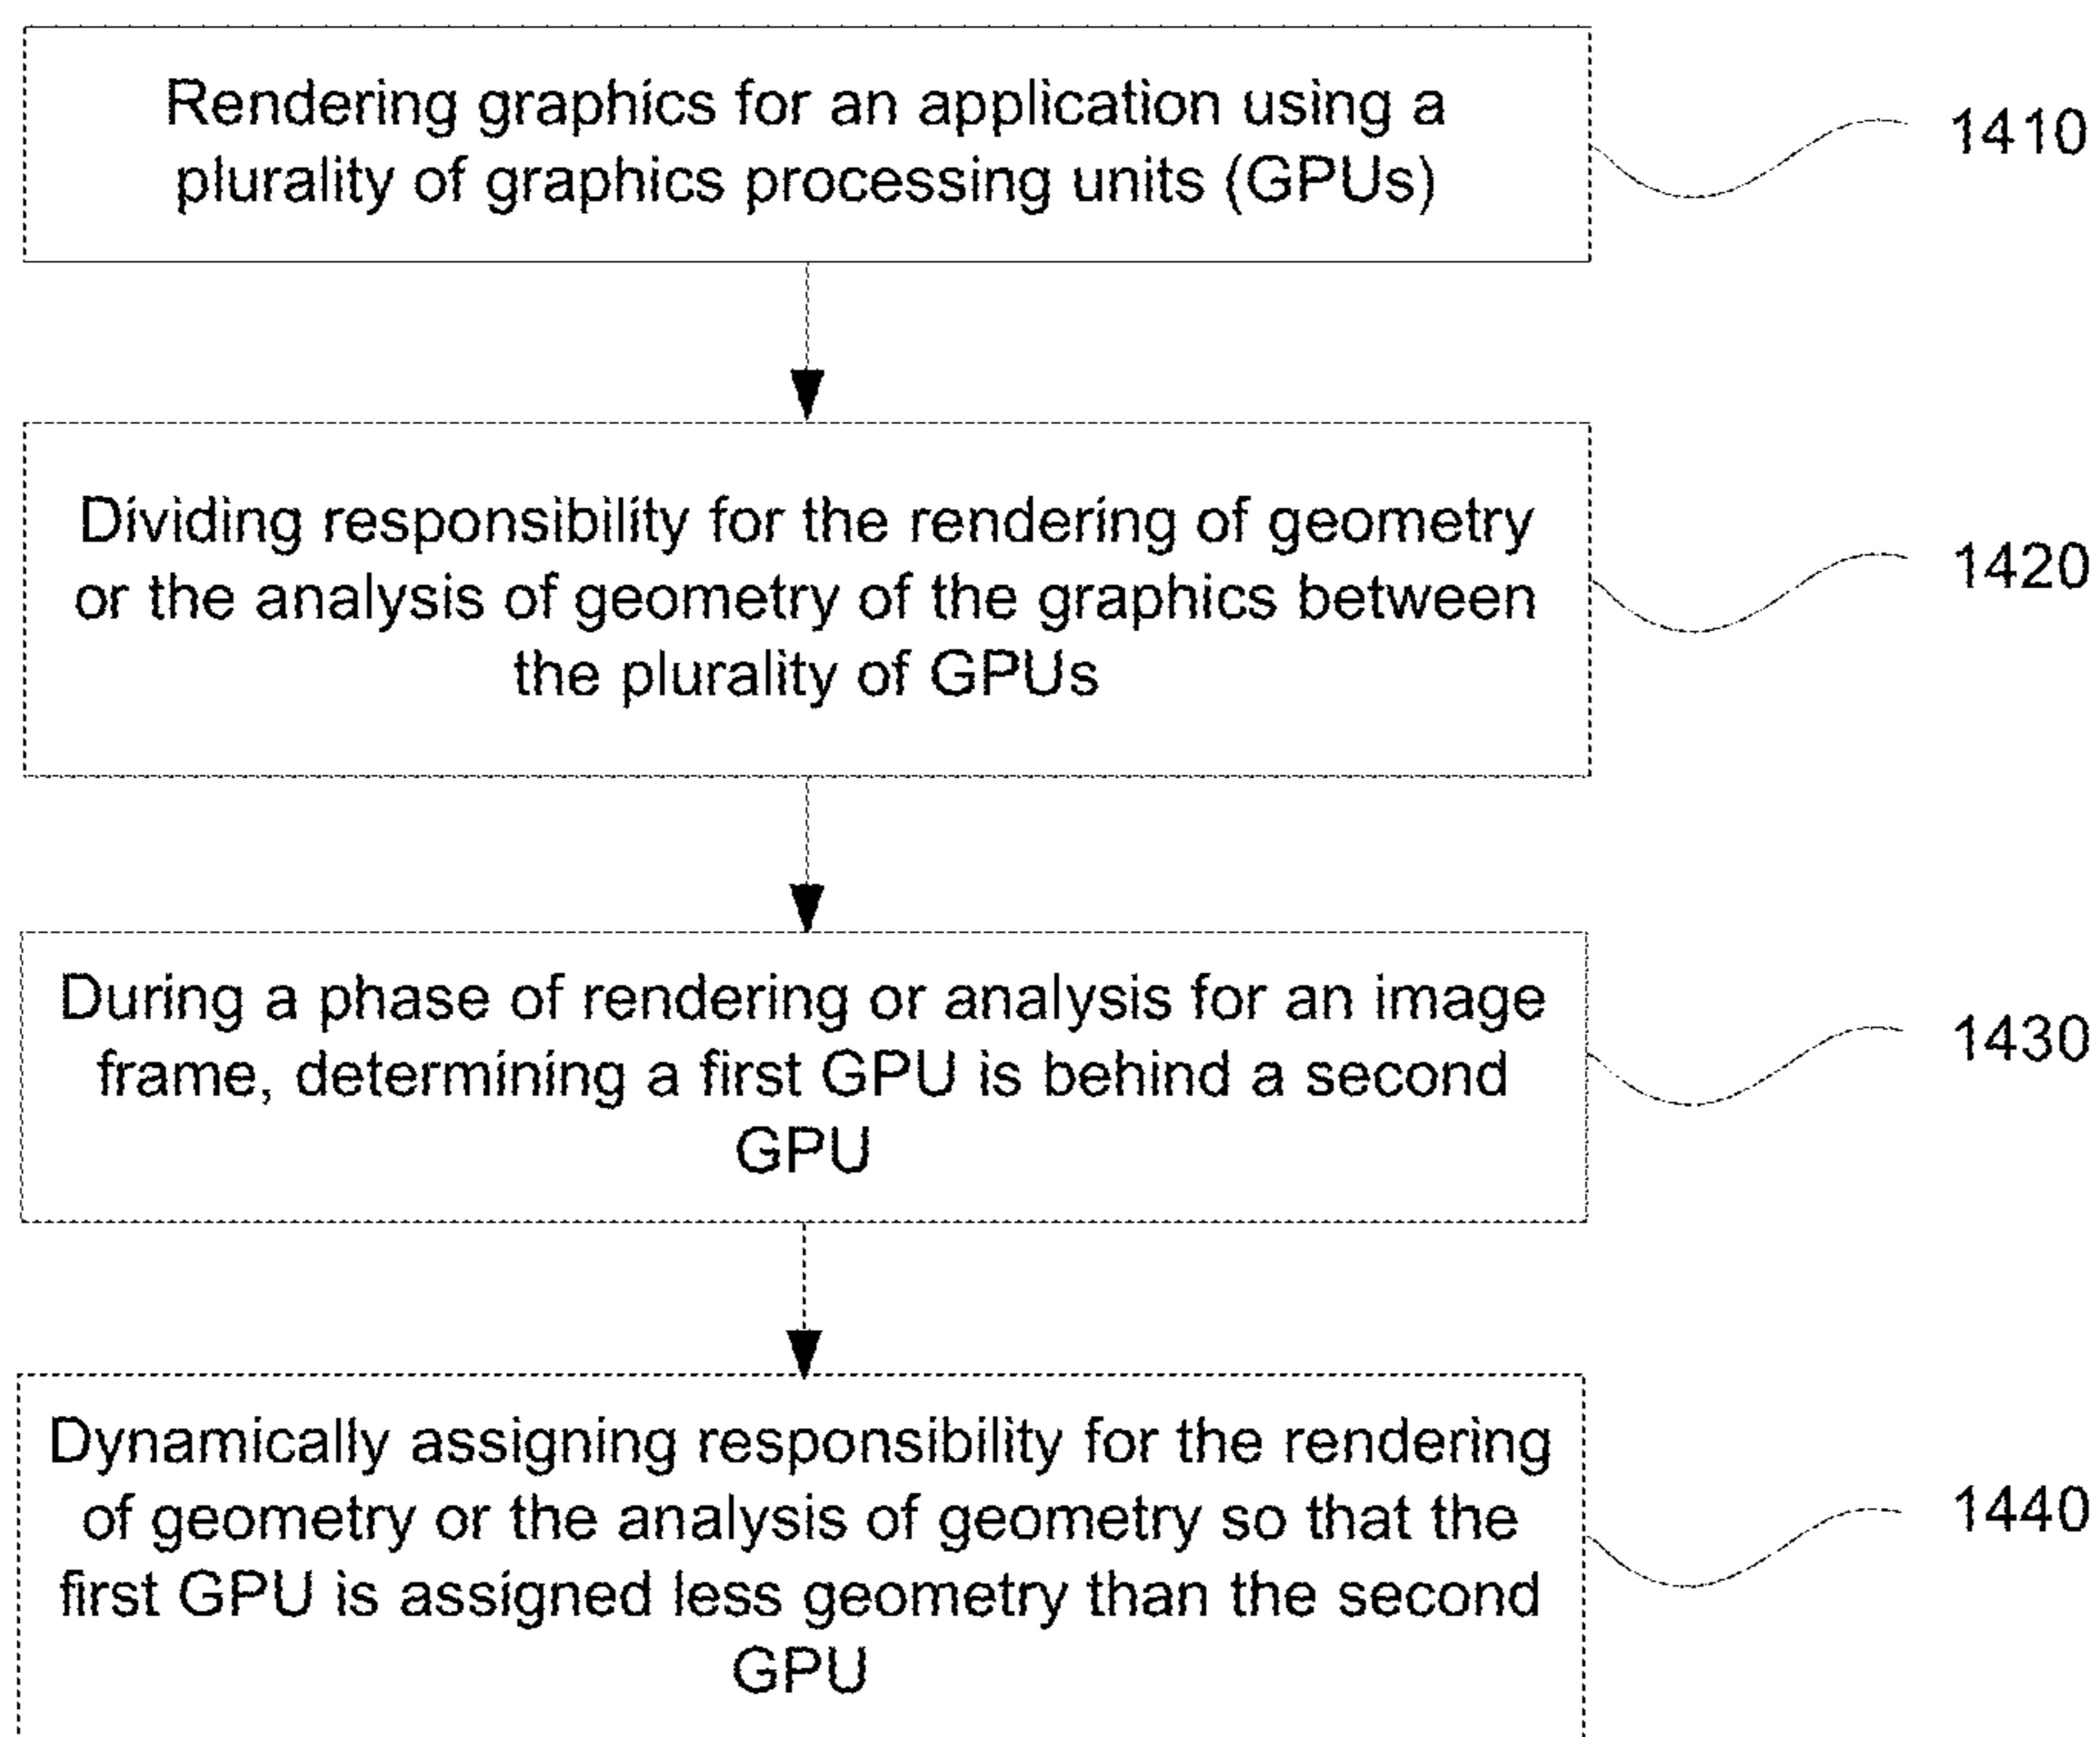 Rendering graphics for an application using a
plurality of graphics processing units (GPUs)
1410
Dividing responsibility for the rendering of geometry
or the analysis of geometry of the graphics between
the plurality of GPUs
1420
During a phase of rendering or analysis for an image
frame, determining a first GPU is behind a second
GPU
1430
Dynamically assigning responsibility for the rendering
of geometry or the analysis of geometry so that the
first GPU is assigned less geometry than the second
GPU
1440